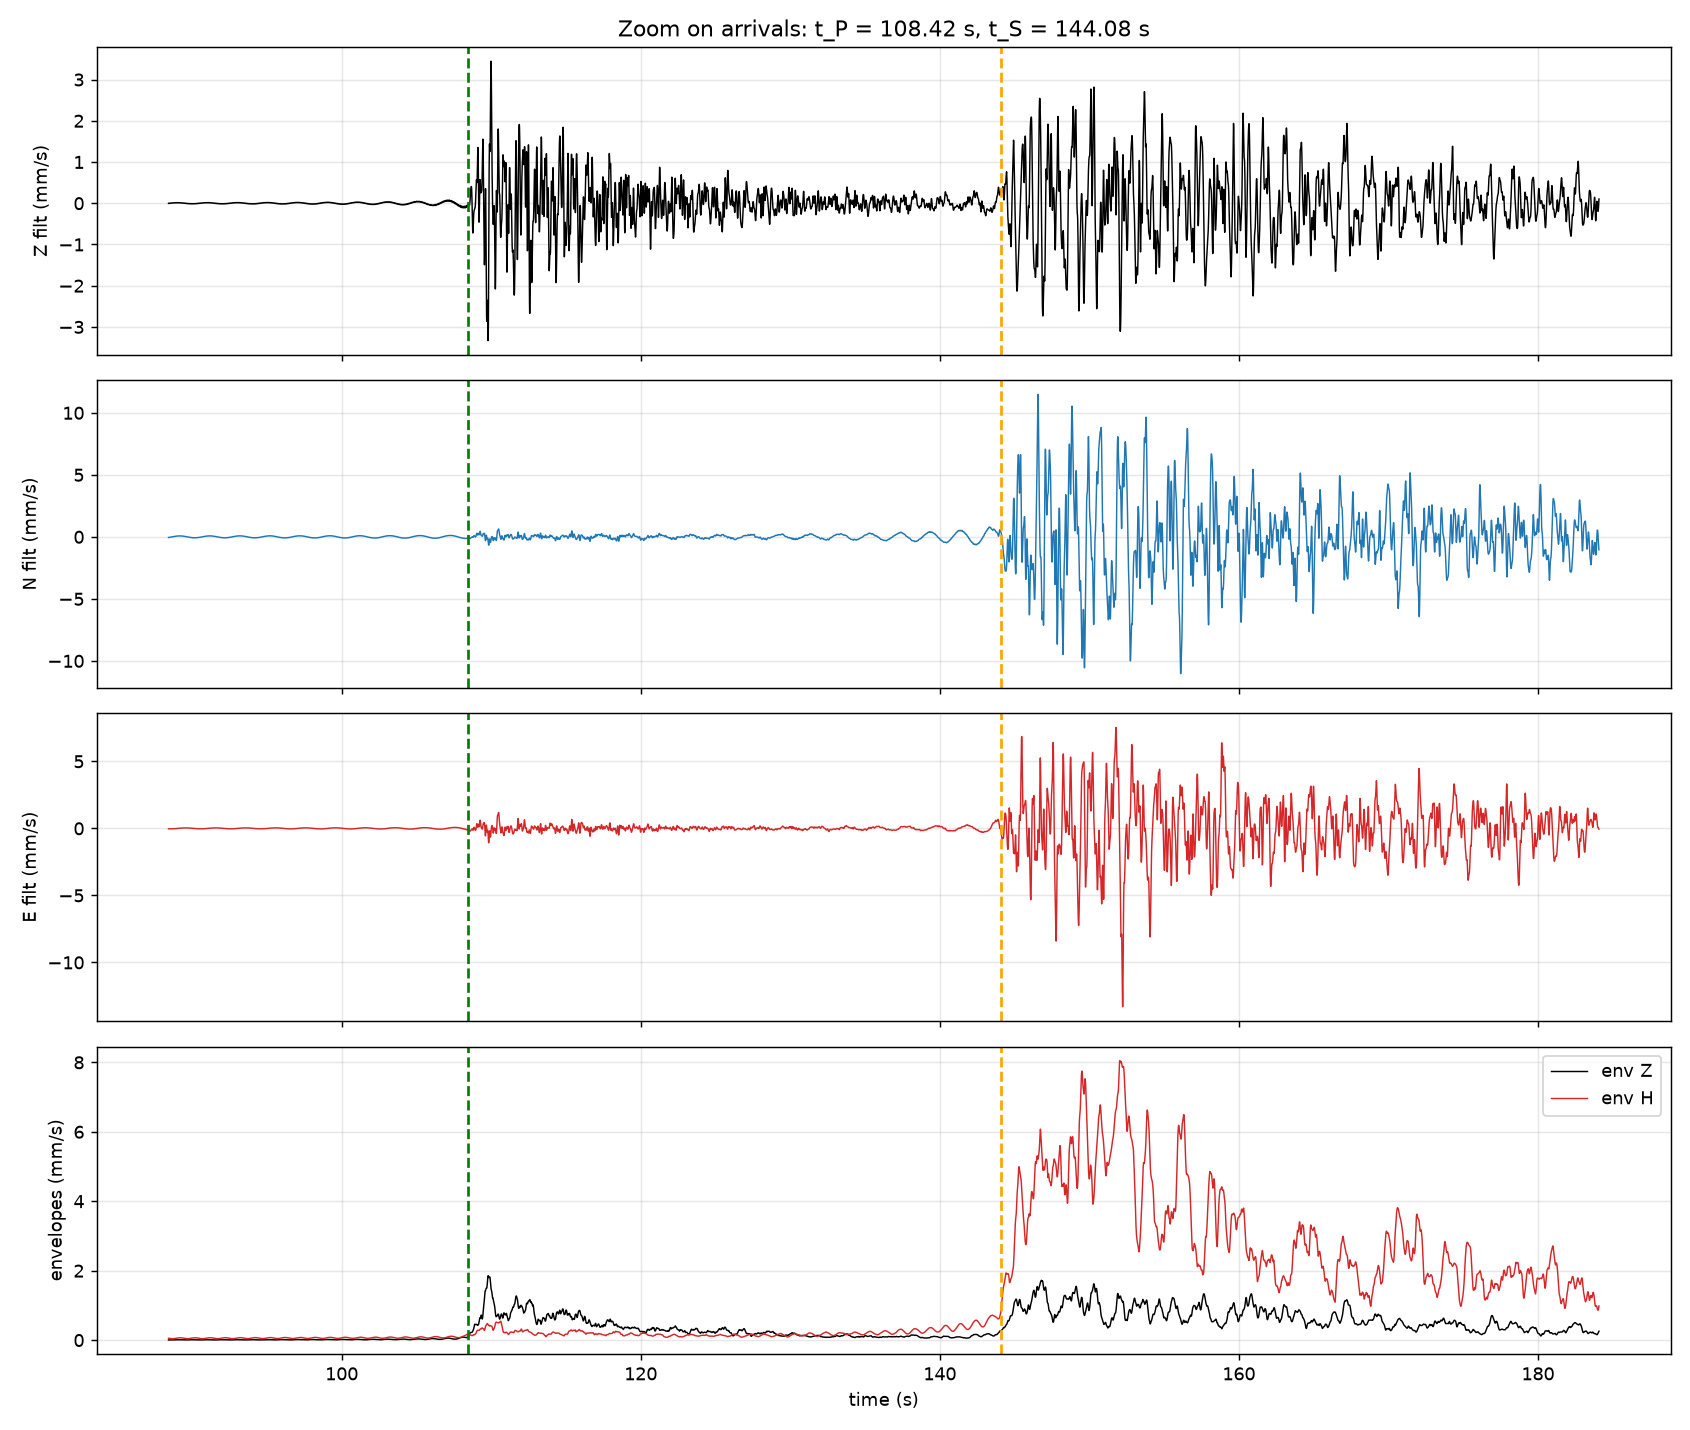 Zoom on arrivals: t_P = 108.42 s, t_S = 144.08 s
Z filt (mm/s)
3
2
1
0
−1
−2
−3
N filt (mm/s)
10
5
0
−5
−10
E filt (mm/s)
5
0
−5
−10
envelopes (mm/s)
8
6
4
2
0
env Z
env H
100 120 140 160 180
time (s)